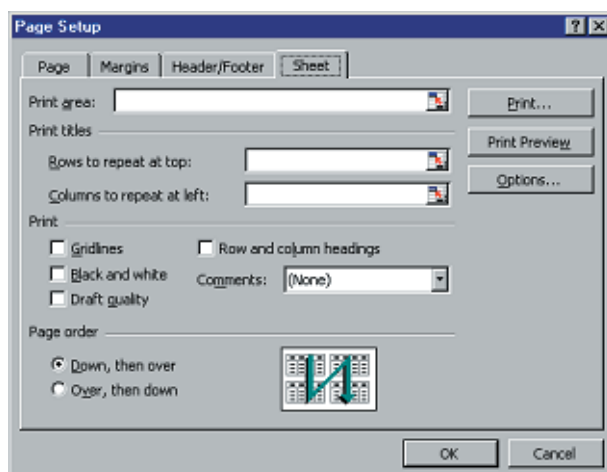 Page Setup
Page Margins Header/Footer Sheet
Print area:
Print...
Print titles
Print Preview
Rows to repeat at top:
Columns to repeat at left:
Options...
Print
Gridlines Row and column headings
Black and white Comments: (None)
Draft quality
Page order
Down, then over
Over, then down
OK Cancel